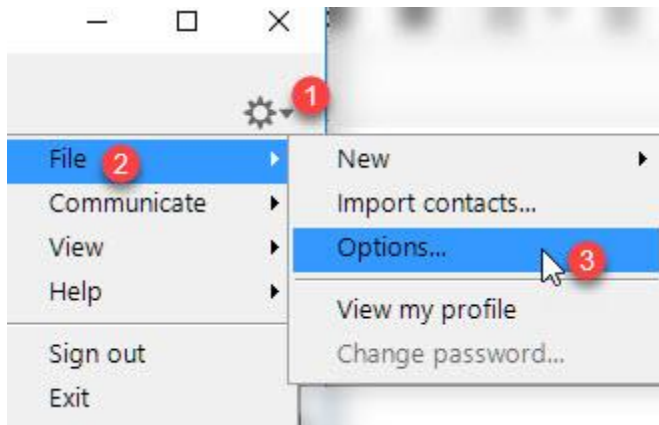 1
File 2
Communicate
View
Help
Sign out
Exit
New
Import contacts...
Options...
3
View my profile
Change password...